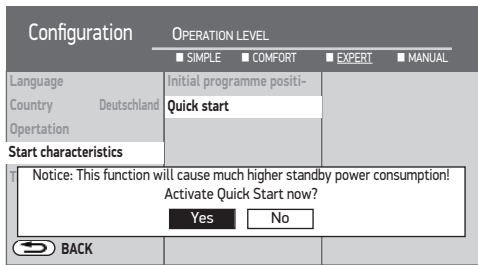 Configuration
OPERATION LEVEL
SIMPLE COMFORT EXPERT MANUAL
Language Initial programme positi-
Country Deutschland Quick start
Opertation
Start characteristics
T
Notice: This function will cause much higher standby power consumption!
Activate Quick Start now?
Yes No
BACK